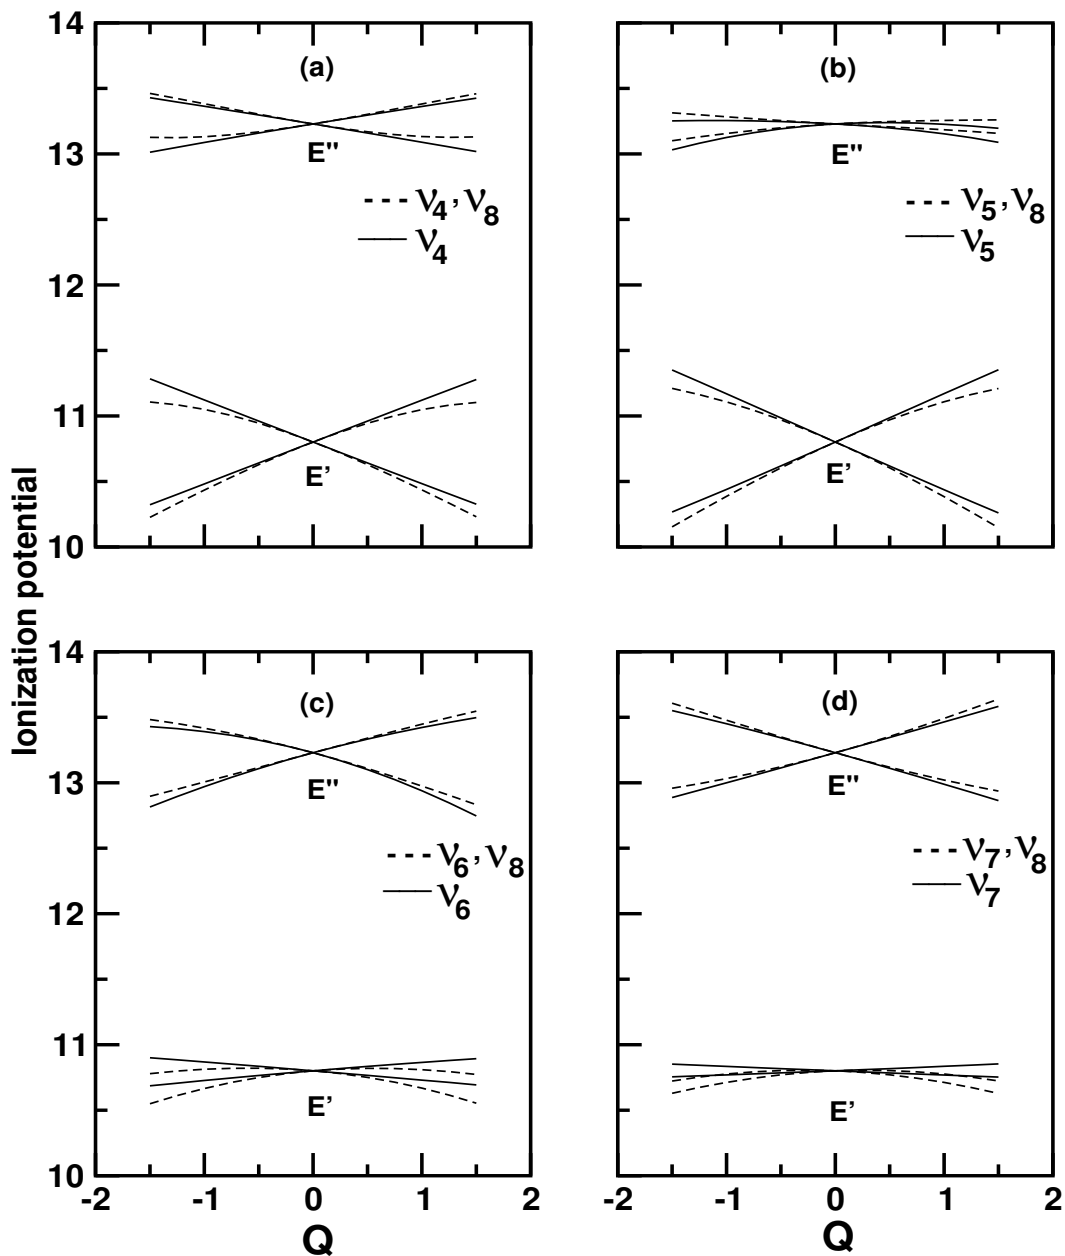 14
13
12
11
10
(a)
E"
ν4, ν8
ν4
E'
(b)
E"
ν5, ν8
ν5
E'
Ionization potential
14
13
12
11
10
(c)
E"
ν6, ν8
ν6
E'
-2 -1 0 1 2
Q
(d)
E"
ν7, ν8
ν7
E'
-2 -1 0 1 2
Q